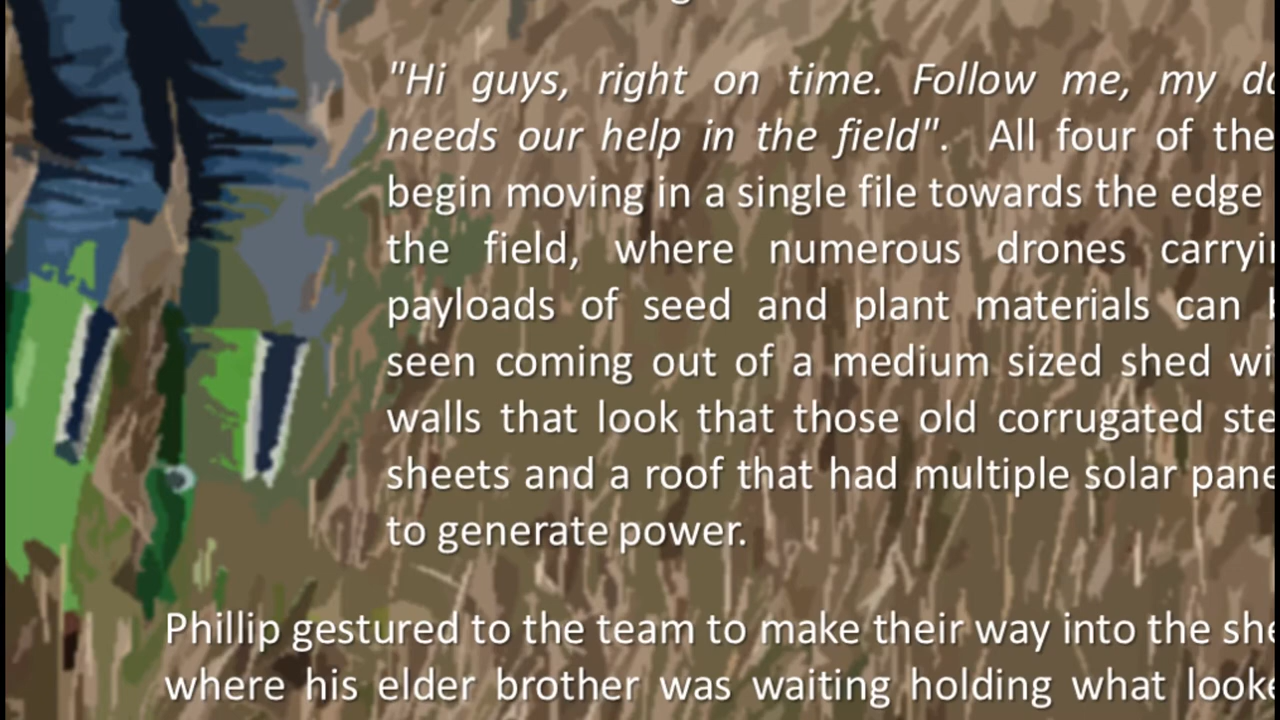 "Hi guys, right on time. Follow me, my
needs our help in the field". All four of
begin moving in a single file towards the edge
the field, where numerous drones
payloads of seed and plant materials can
seen coming out of a medium sized shed
walls that look that those old corrugated
sheets and a roof that had multiple solar
to generate power.
Phillip gestured to the team to make their way into the
where his elder brother was waiting holding what